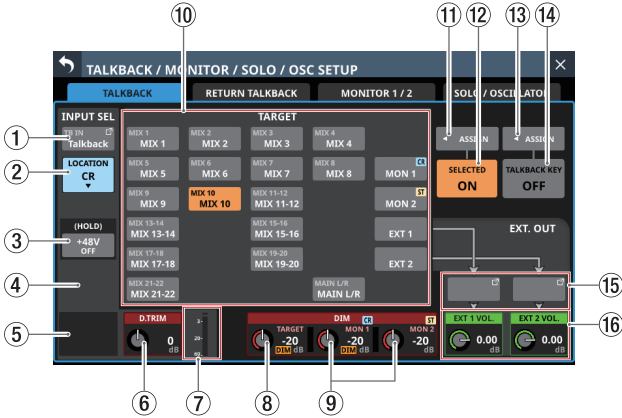 ⑩ ⑪ ⑫ ⑬ ⑭
TALKBACK / MONITOR / SOLO / OSC SETUP ×
TALKBACK RETURN TALKBACK MONITOR 1 / 2 SOLO / OSCILLATOR
INPUT SEL TARGET
① TB IN Talkback
② LOCATION CR
③ (HOLD) +48V OFF
④
⑤
MIX 1 MIX 1 MIX 2 MIX 2 MIX 3 MIX 3 MIX 4 MIX 4
MIX 5 MIX 5 MIX 6 MIX 6 MIX 7 MIX 7 MIX 8 MIX 8 CR MON 1
MIX 9 MIX 9 MIX 10 MIX 10 MIX 11-12 MIX 11-12 ST MON 2
MIX 13-14 MIX 13-14 MIX 15-16 MIX 15-16 EXT 1
MIX 17-18 MIX 17-18 MIX 19-20 MIX 19-20 EXT 2
MIX 21-22 MIX 21-22 MAIN L/R MAIN L/R
ASSIGN ASSIGN
SELECTED ON TALKBACK KEY OFF
EXT. OUT
⑮
⑯
D.TRIM 0 dB
3-
20-
60-
DIM CR ST
TARGET -20 DIM dB MON 1 -20 DIM dB MON 2 -20 dB
EXT 1 VOL. 0.00 dB EXT 2 VOL. 0.00 dB
⑥ ⑦ ⑧ ⑨